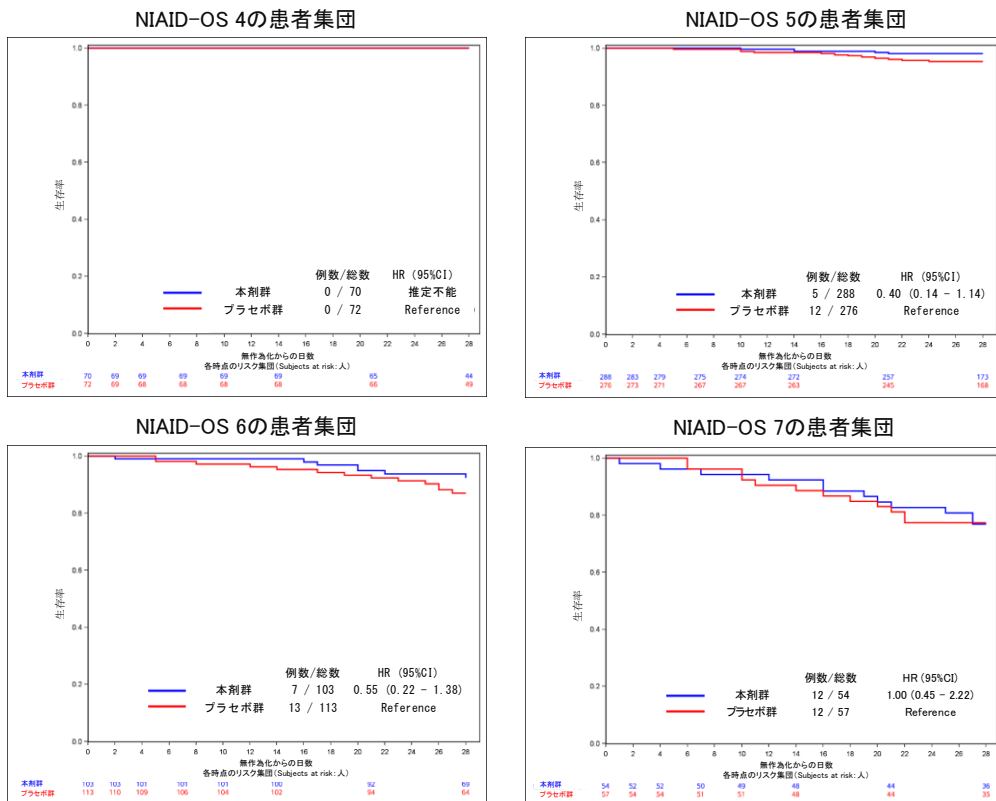 NIAID-OS 4の患者集団
1.0
0.8
0.6
0.4
0.2
0.0
生存率
例数/総数 HR (95%CI)
本剤群 0 / 70 推定不能
プラセボ群 0 / 72 Reference
0 2 4 6 8 10 12 14 16 18 20 22 24 26 28
無作為化からの日数
各時点のリスク集団(Subjects at risk:人)
本剤群 70 69 69 69 69 69 65 44
プラセボ群 72 69 68 68 68 68 66 49
NIAID-OS 5の患者集団
1.0
0.8
0.6
0.4
0.2
0.0
生存率
例数/総数 HR (95%CI)
本剤群 5 / 288 0.40 (0.14 - 1.14)
プラセボ群 12 / 276 Reference
0 2 4 6 8 10 12 14 16 18 20 22 24 26 28
無作為化からの日数
各時点のリスク集団(Subjects at risk:人)
本剤群 288 283 279 275 274 272 257 173
プラセボ群 276 273 271 267 267 263 245 168
NIAID-OS 6の患者集団
1.0
0.8
0.6
0.4
0.2
0.0
生存率
例数/総数 HR (95%CI)
本剤群 7 / 103 0.55 (0.22 - 1.38)
プラセボ群 13 / 113 Reference
0 2 4 6 8 10 12 14 16 18 20 22 24 26 28
無作為化からの日数
各時点のリスク集団(Subjects at risk:人)
本剤群 103 103 101 101 101 100 92 69
プラセボ群 113 110 109 106 104 102 94 64
NIAID-OS 7の患者集団
1.0
0.8
0.6
0.4
0.2
0.0
生存率
例数/総数 HR (95%CI)
本剤群 12 / 54 1.00 (0.45 - 2.22)
プラセボ群 12 / 57 Reference
0 2 4 6 8 10 12 14 16 18 20 22 24 26 28
無作為化からの日数
各時点のリスク集団(Subjects at risk:人)
本剤群 54 52 52 50 49 48 44 36
プラセボ群 57 54 54 51 51 48 44 35